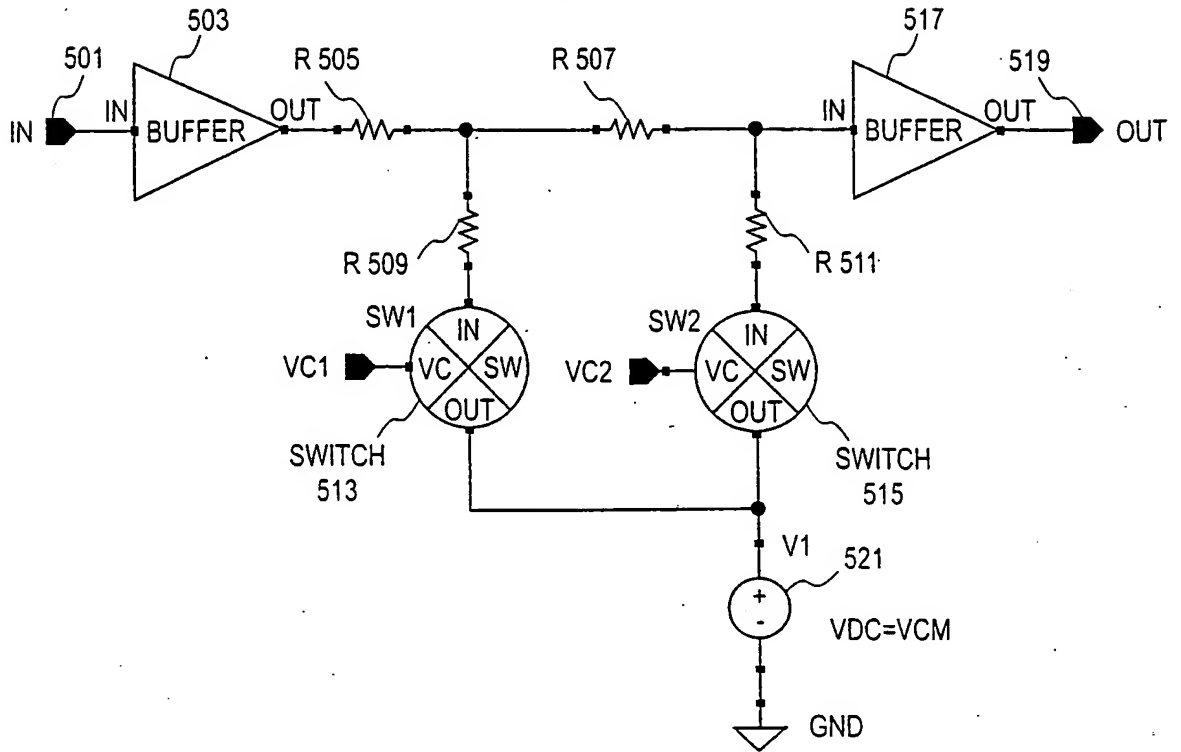 503
517
501
R 505
R 507
519
IN
IN
BUFFER
OUT
IN
BUFFER
OUT
OUT
R 509
R 511
SW1
IN
VC
SW
OUT
VC1
SW2
IN
VC
SW
OUT
VC2
SWITCH
513
SWITCH
515
V1
521
+
-
VDC=VCM
GND